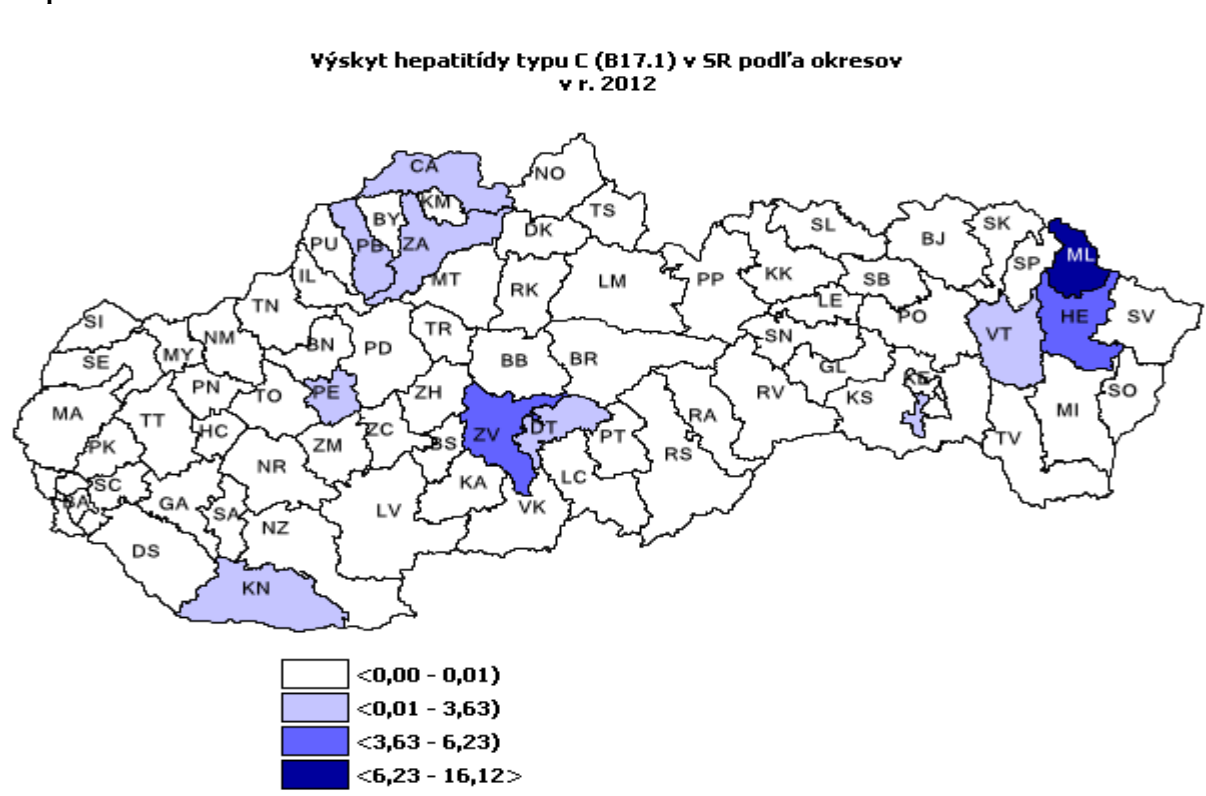 Výskyt hepatitídy typu C (B17.1) v SR podľa okresov
v r. 2012
CA
NO
KM
TS
BY
SL
SK
PU
PB
ZA
DK
BJ
ML
SP
IL
MT
LM
PP
KK
SB
RK
TN
LE
PO
HE
SV
SI
TR
VT
NM
BN
PD
SN
MY
BB
BR
SE
GL
KE
PN
TO
PE
ZH
RV
KS
SO
MA
TT
RA
MI
HC
ZC
ZV
DT
PT
TV
PK
ZM
BS
NR
RS
SC
KA
LC
BA
GA
SA
LV
VK
NZ
DS
KN
<0,00 - 0,01)
<0,01 - 3,63)
<3,63 - 6,23)
<6,23 - 16,12>